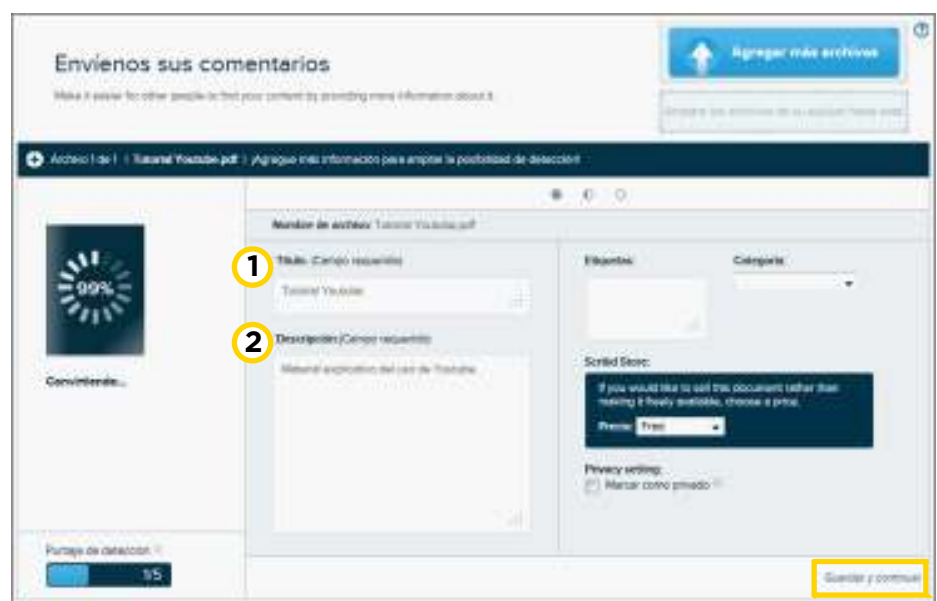 Envíenos sus comentarios
Make it easier for other people to find your content by providing more information about it.
Agregar más archivos
Archivo 1 de 1 | Tutorial Youtube.pdf | ¡Agregue más información para ampliar la posibilidad de detección!
Nombre de archivo: Tutorial Youtube.pdf
1
Título: (Campo requerido)
Tutorial Youtube
2
Descripción: (Campo requerido)
Material explicativo del uso de Youtube.
Etiquetas:
Categoría:
Scribd Store:
If you would like to sell this document rather than
making it freely available, choose a price.
Precio: Free
Privacy setting:
Marcar como privado
99%
Convirtiendo...
Puntaje de detección
1/5
Guardar y continuar